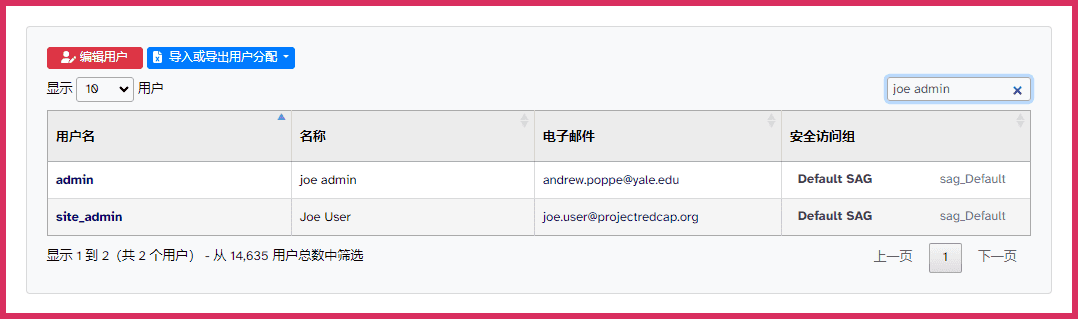 编辑用户 导入或导出用户分配
显示 10 用户 joe admin
用户名 名称 电子邮件 安全访问组
admin joe admin andrew.poppe@yale.edu Default SAG sag_Default
site_admin Joe User joe.user@projectredcap.org Default SAG sag_Default
显示 1 到 2（共 2 个用户） - 从 14,635 用户总数中筛选 上一页 1 下一页